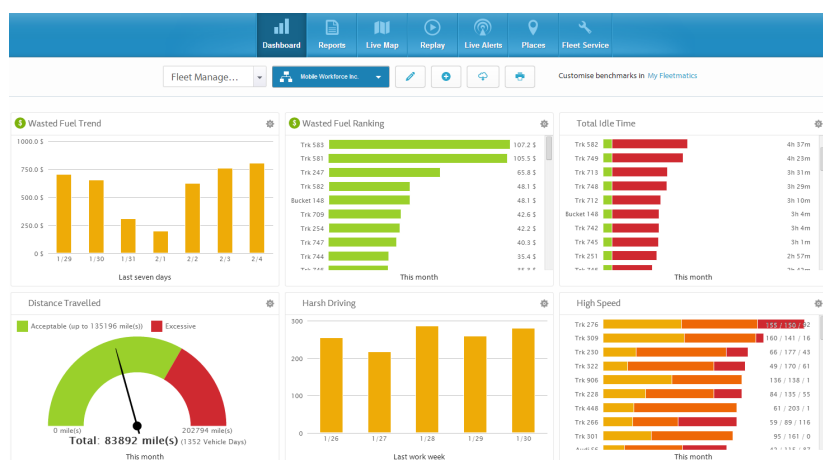 Dashboard Reports Live Map Replay Live Alerts Places Fleet Service
Fleet Manage... Mobile Workforce Inc. Customise benchmarks in My Fleetmatics
$ Wasted Fuel Trend
1000.0 $
750.0 $
500.0 $
250.0 $
0 $
1/29 1/30 1/31 2/1 2/2 2/3 2/4
Last seven days
$ Wasted Fuel Ranking
Trk 583 107.2 $
Trk 581 105.5 $
Trk 247 65.8 $
Trk 582 48.1 $
Bucket 148 48.1 $
Trk 709 42.6 $
Trk 254 42.2 $
Trk 747 40.3 $
Trk 744 35.4 $
This month
Total Idle Time
Trk 582 4h 37m
Trk 749 4h 23m
Trk 713 3h 31m
Trk 748 3h 29m
Trk 712 3h 10m
Bucket 148 3h 4m
Trk 742 3h 4m
Trk 745 3h 1m
Trk 251 2h 57m
This month
Distance Travelled
Acceptable (up to 135196 mile(s)) Excessive
0 mile(s) 202794 mile(s)
Total: 83892 mile(s) (1352 Vehicle Days)
This month
Harsh Driving
300
200
100
0
1/26 1/27 1/28 1/29 1/30
Last work week
High Speed
Trk 276 155 / 150 / 92
Trk 309 160 / 141 / 16
Trk 230 66 / 177 / 43
Trk 322 49 / 170 / 61
Trk 906 136 / 138 / 1
Trk 228 84 / 135 / 55
Trk 448 61 / 203 / 1
Trk 266 59 / 89 / 116
Trk 301 95 / 161 / 0
This month